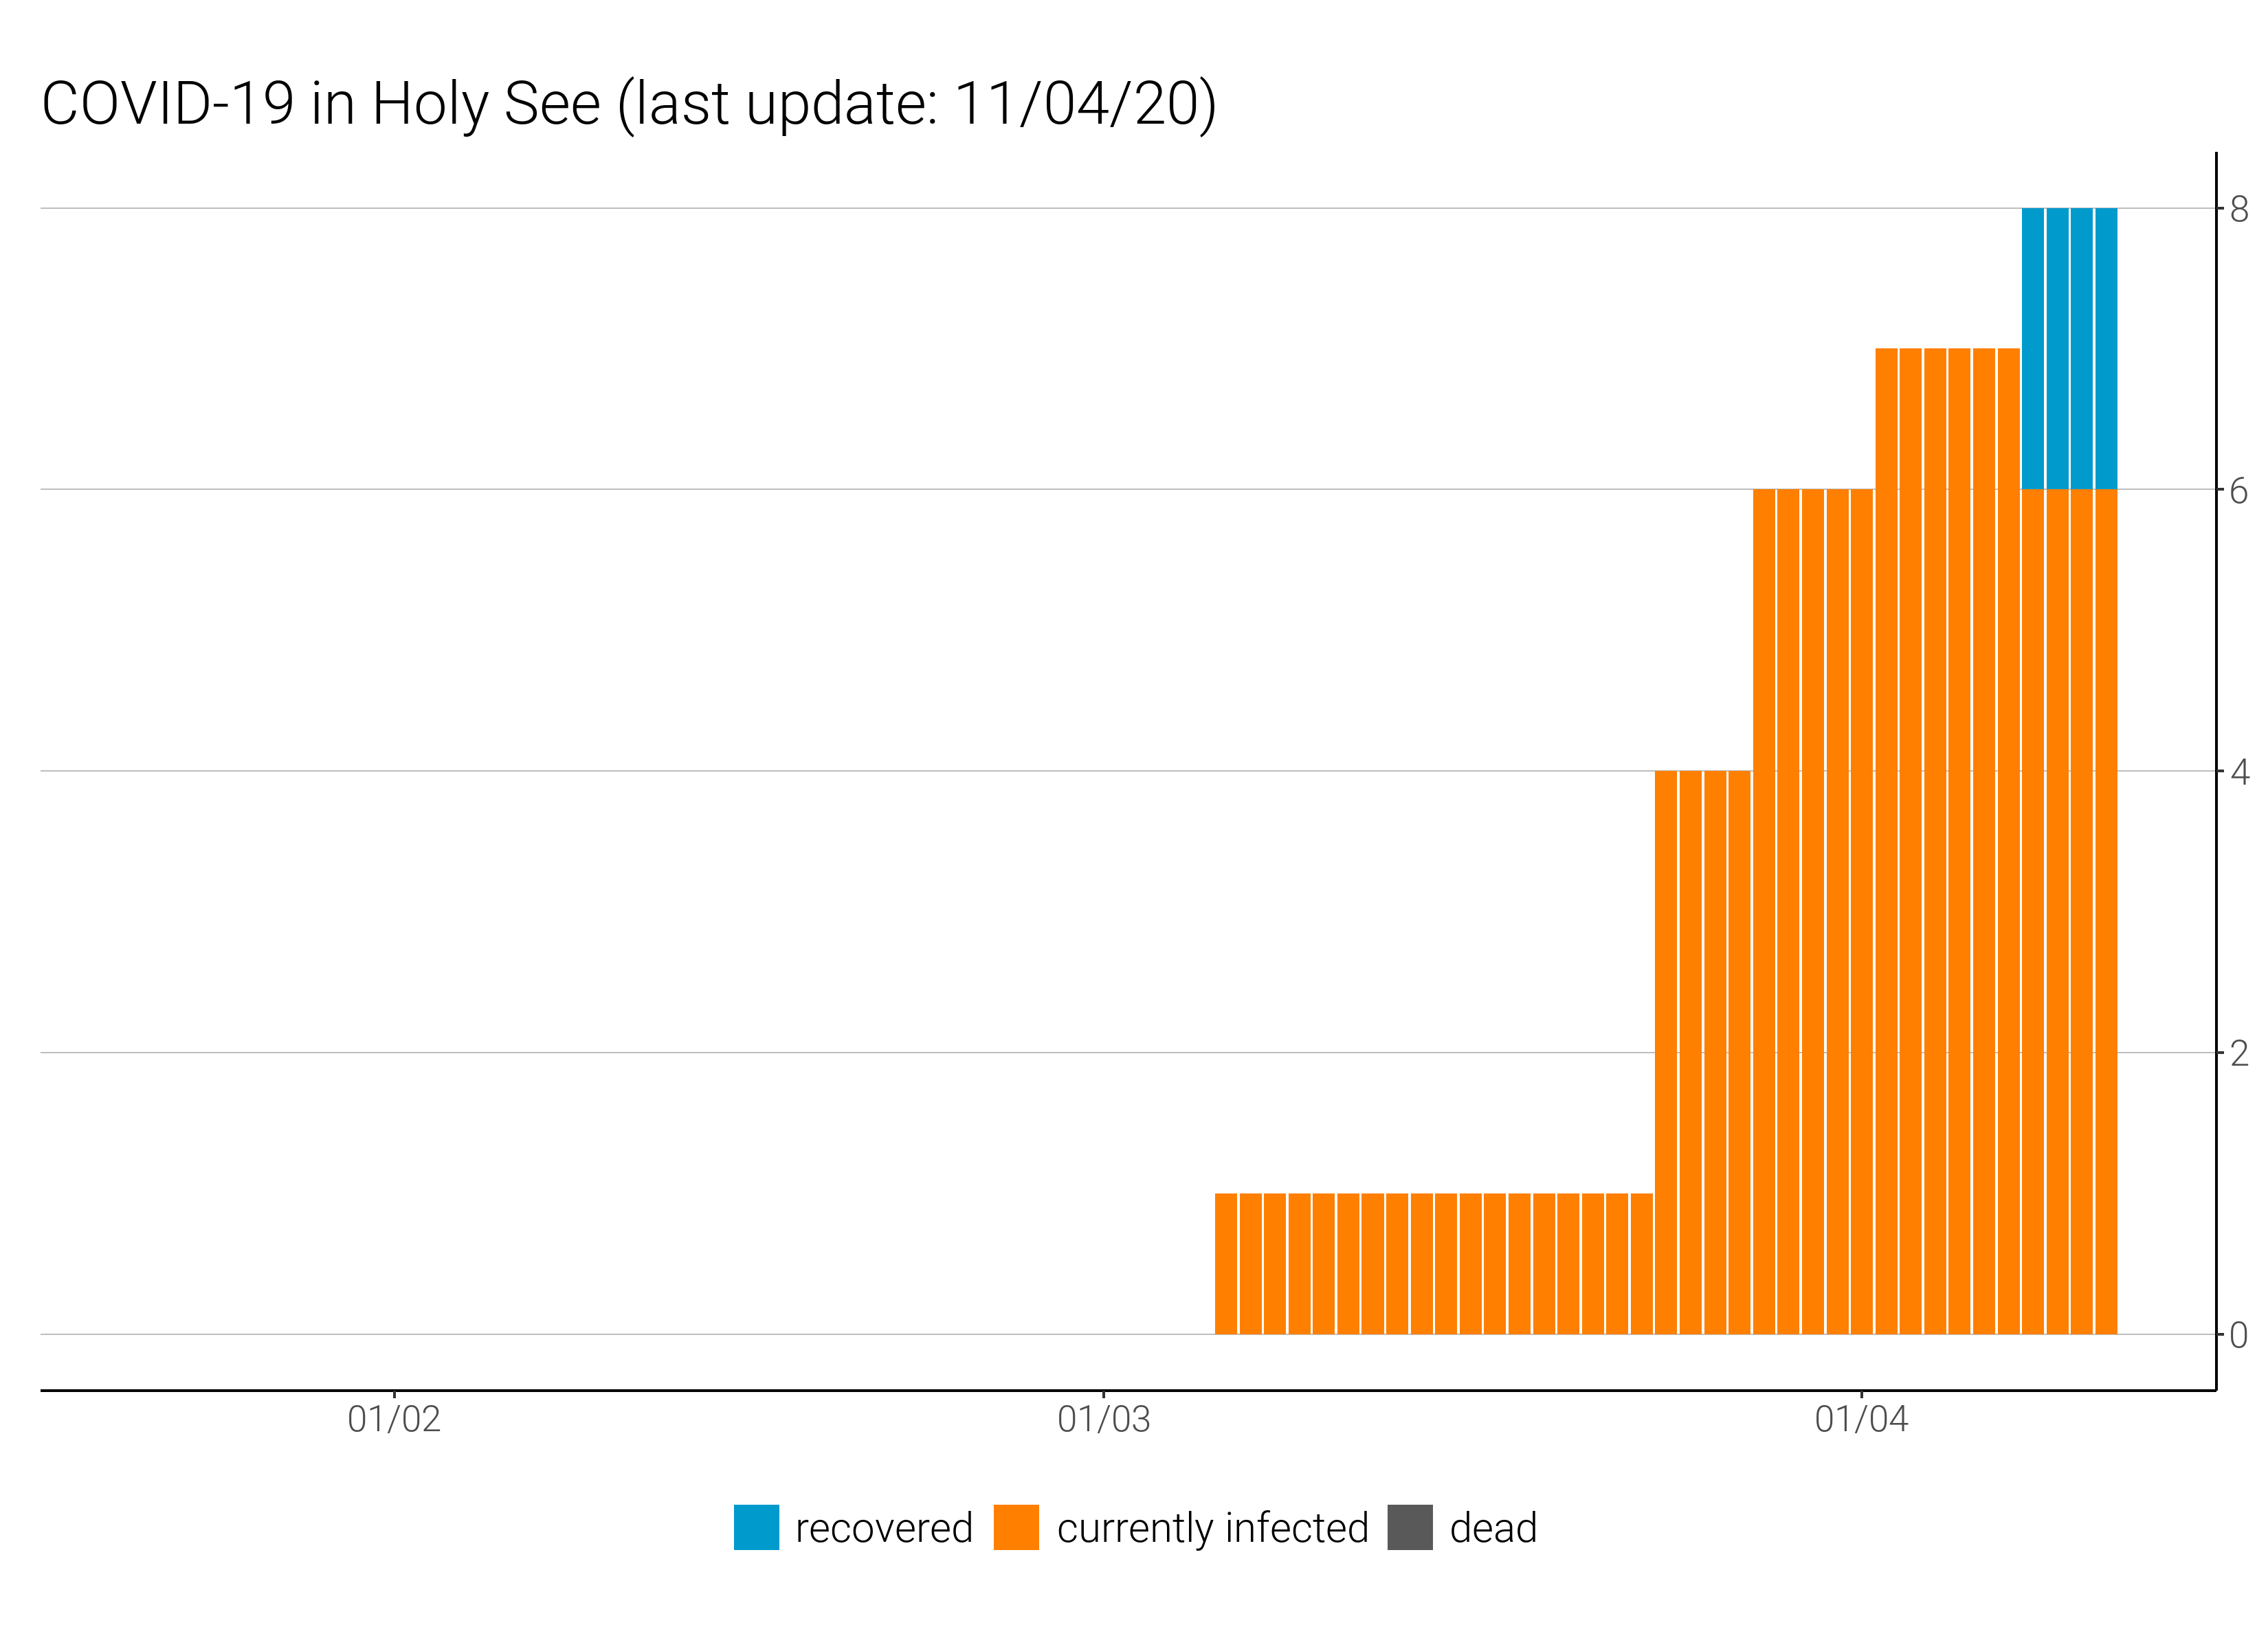 COVID-19 in Holy See (last update: 11/04/20)
8
6
4
2
0
01/02 01/03 01/04
recovered currently infected dead